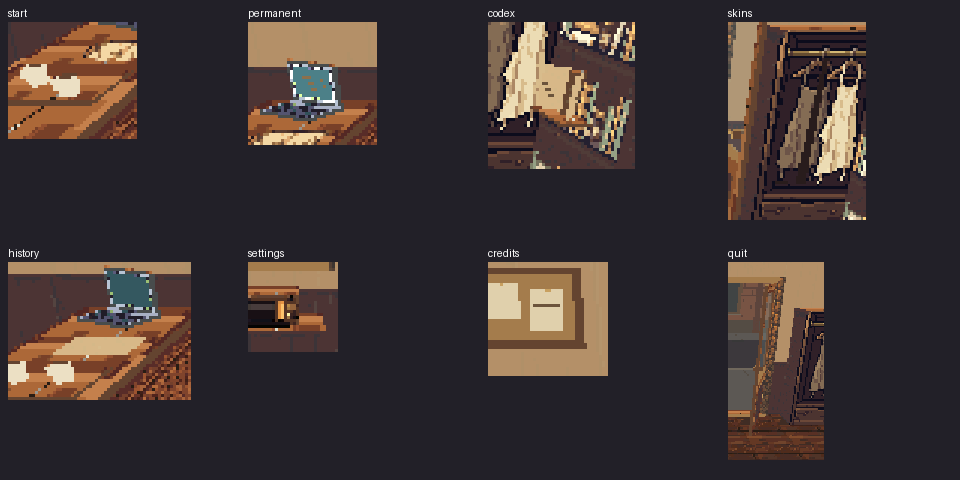 start
permanent
codex
skins
history
settings
credits
quit